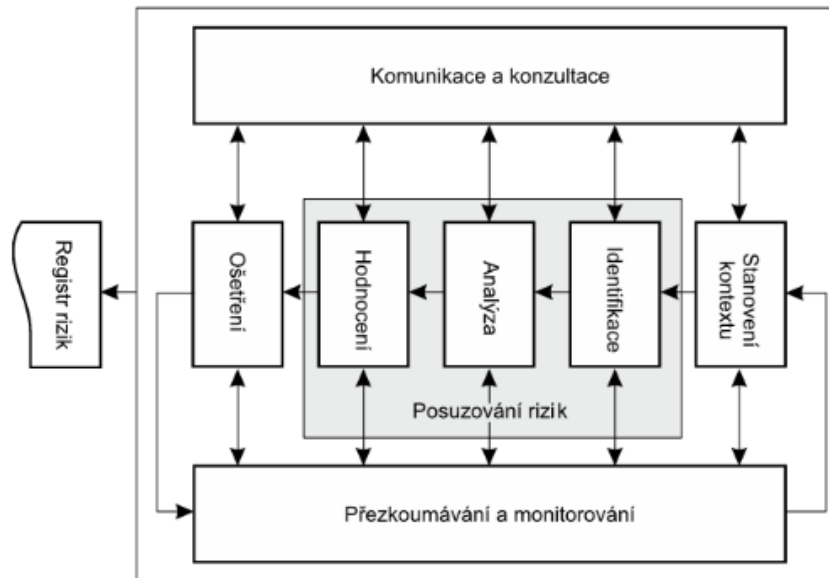 Komunikace a konzultace
Registr rizik
Ošetření
Hodnocení
Analýza
Identifikace
Stanovení
kontextu
Posuzování rizik
Přezkoumávání a monitorování